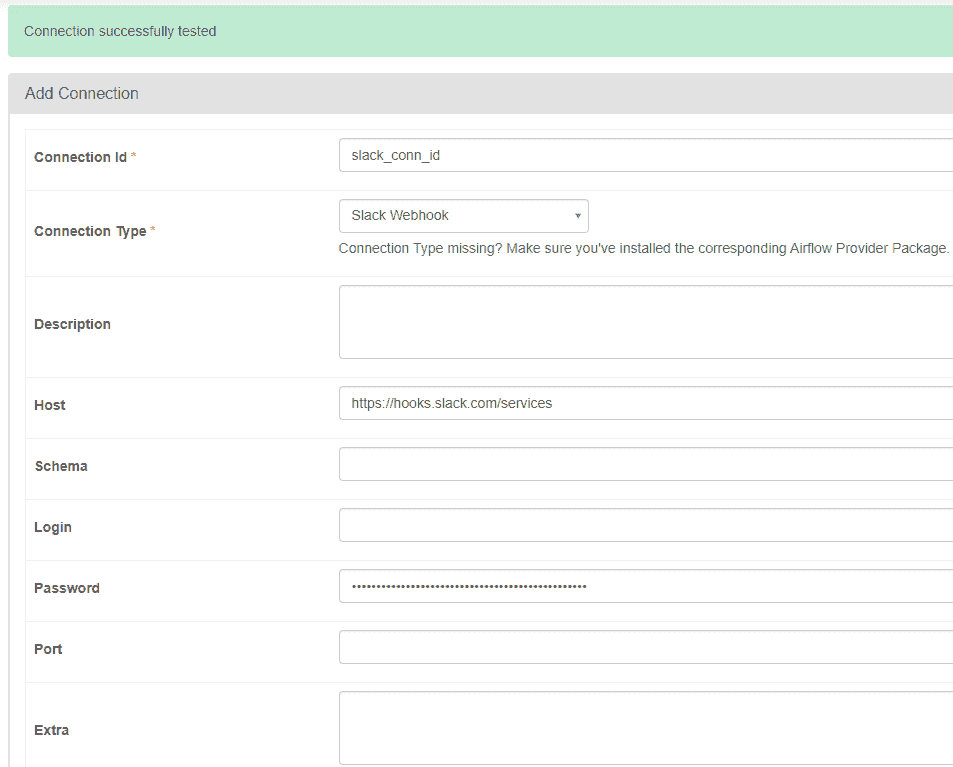 Connection successfully tested
Add Connection
Connection Id *
slack_conn_id
Connection Type *
Slack Webhook
Connection Type missing? Make sure you've installed the corresponding Airflow Provider Package.
Description
Host
https://hooks.slack.com/services
Schema
Login
Password
Port
Extra